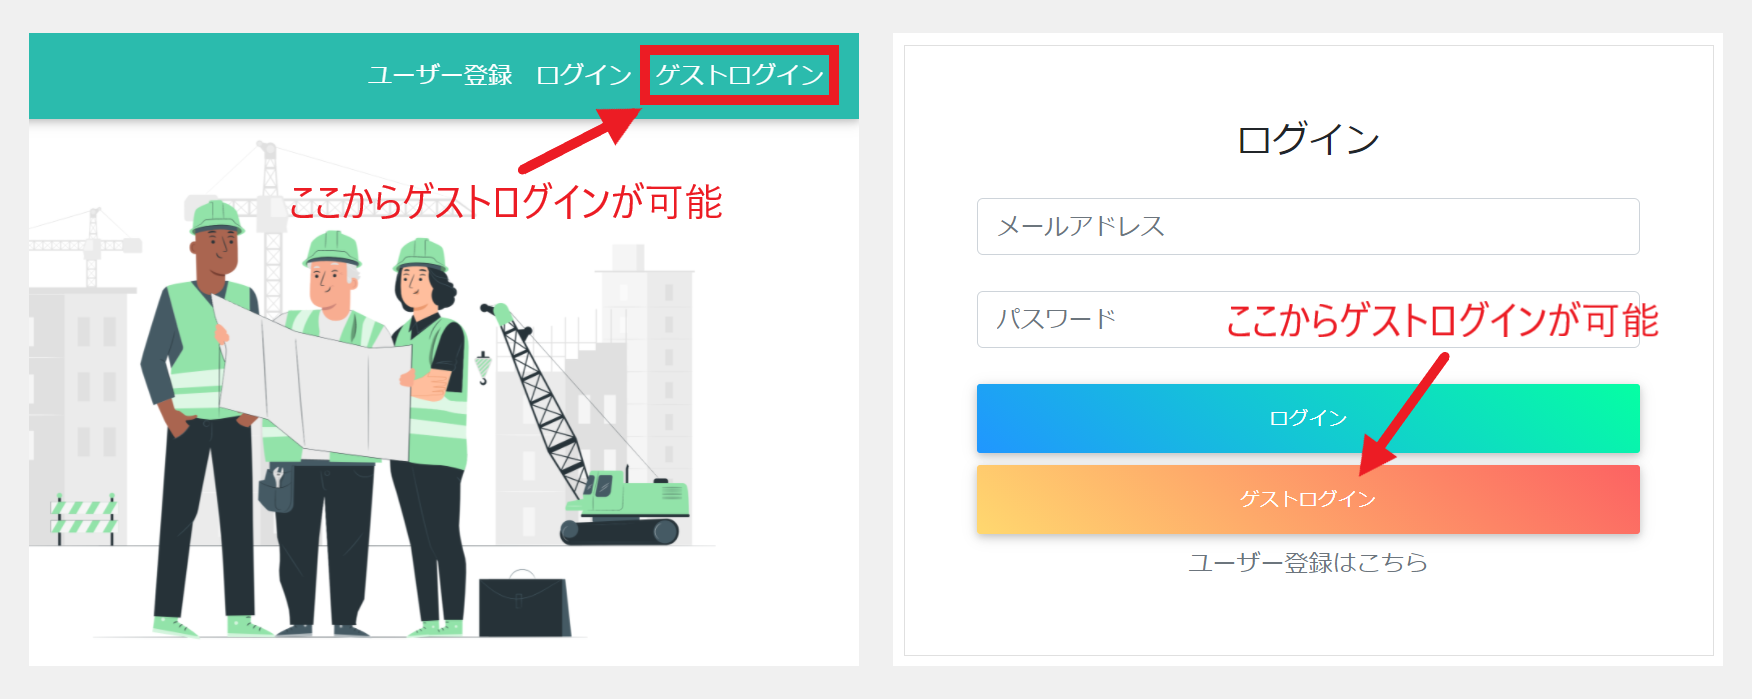 ユーザー登録 ログイン ゲストログイン
ここからゲストログインが可能
ログイン
メールアドレス
パスワード
ここからゲストログインが可能
ログイン
ゲストログイン
ユーザー登録はこちら